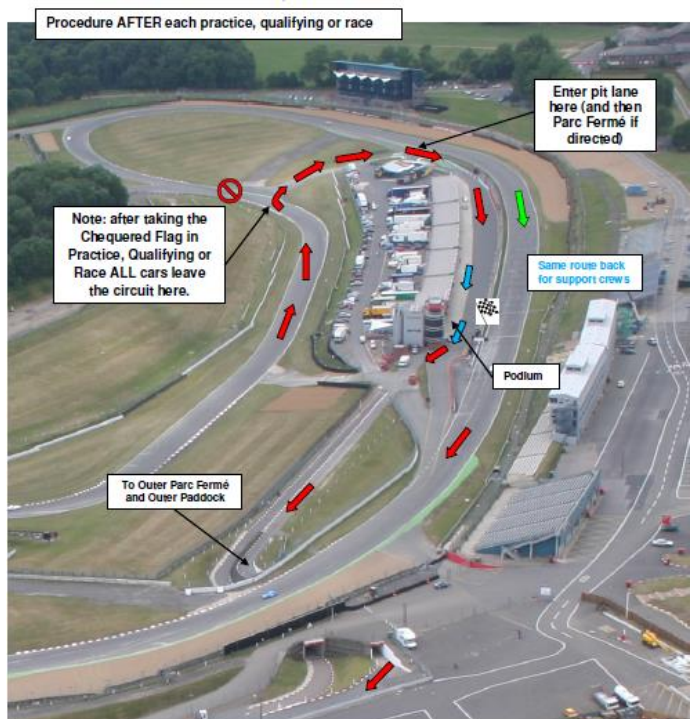 Procedure AFTER each practice, qualifying or race
Enter pit lane
here (and then
Parc Fermé if
directed)
Note: after taking the
Chequered Flag in
Practice, Qualifying or
Race ALL cars leave
the circuit here.
Same route back
for support crews
Podium
To Outer Parc Fermé
and Outer Paddock